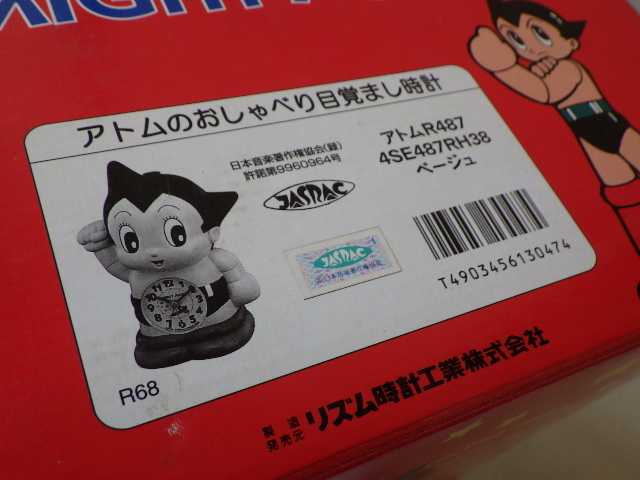 アトムのおしゃべり目覚まし時計
日本音楽著作権協会(録)
許諾第9960964号
JASRAC
アトムR487
4SE487RH38
ベージュ
JASRAC
日本音楽著作権協会
T4903456130474
R68
製造
発売元 リズム時計工業株式会社